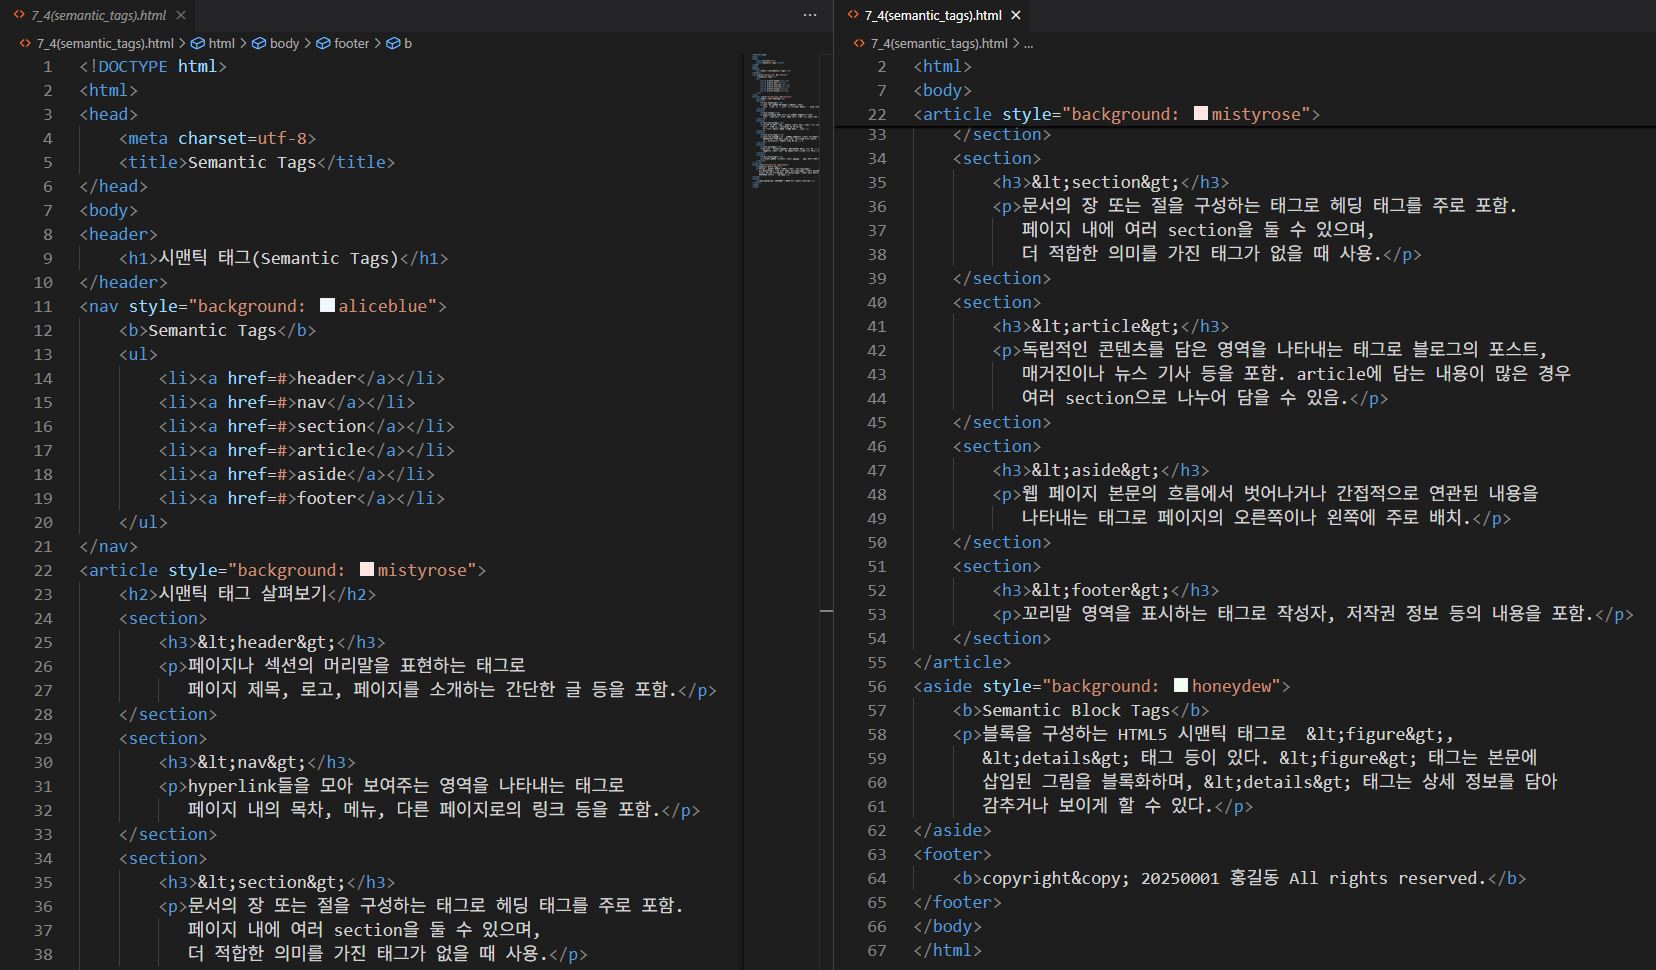 7_4(semantic_tags).html
7_4(semantic_tags).html > html > body > footer > b
1 <!DOCTYPE html>
2 <html>
3 <head>
4 <meta charset=utf-8>
5 <title>Semantic Tags</title>
6 </head>
7 <body>
8 <header>
9 <h1>시맨틱 태그(Semantic Tags)</h1>
10 </header>
11 <nav style="background: aliceblue">
12 <b>Semantic Tags</b>
13 <ul>
14 <li><a href=#>header</a></li>
15 <li><a href=#>nav</a></li>
16 <li><a href=#>section</a></li>
17 <li><a href=#>article</a></li>
18 <li><a href=#>aside</a></li>
19 <li><a href=#>footer</a></li>
20 </ul>
21 </nav>
22 <article style="background: mistyrose">
23 <h2>시맨틱 태그 살펴보기</h2>
24 <section>
25 <h3>&lt;header&gt;</h3>
26 <p>페이지나 섹션의 머리말을 표현하는 태그로
27 페이지 제목, 로고, 페이지를 소개하는 간단한 글 등을 포함.</p>
28 </section>
29 <section>
30 <h3>&lt;nav&gt;</h3>
31 <p>hyperlink들을 모아 보여주는 영역을 나타내는 태그로
32 페이지 내의 목차, 메뉴, 다른 페이지로의 링크 등을 포함.</p>
33 </section>
34 <section>
35 <h3>&lt;section&gt;</h3>
36 <p>문서의 장 또는 절을 구성하는 태그로 헤딩 태그를 주로 포함.
37 페이지 내에 여러 section을 둘 수 있으며,
38 더 적합한 의미를 가진 태그가 없을 때 사용.</p>
7_4(semantic_tags).html
7_4(semantic_tags).html > ...
2 <html>
7 <body>
22 <article style="background: mistyrose">
33 </section>
34 <section>
35 <h3>&lt;section&gt;</h3>
36 <p>문서의 장 또는 절을 구성하는 태그로 헤딩 태그를 주로 포함.
37 페이지 내에 여러 section을 둘 수 있으며,
38 더 적합한 의미를 가진 태그가 없을 때 사용.</p>
39 </section>
40 <section>
41 <h3>&lt;article&gt;</h3>
42 <p>독립적인 콘텐츠를 담은 영역을 나타내는 태그로 블로그의 포스트,
43 매거진이나 뉴스 기사 등을 포함. article에 담는 내용이 많은 경우
44 여러 section으로 나누어 담을 수 있음.</p>
45 </section>
46 <section>
47 <h3>&lt;aside&gt;</h3>
48 <p>웹 페이지 본문의 흐름에서 벗어나거나 간접적으로 연관된 내용을
49 나타내는 태그로 페이지의 오른쪽이나 왼쪽에 주로 배치.</p>
50 </section>
51 <section>
52 <h3>&lt;footer&gt;</h3>
53 <p>꼬리말 영역을 표시하는 태그로 작성자, 저작권 정보 등의 내용을 포함.</p>
54 </section>
55 </article>
56 <aside style="background: honeydew">
57 <b>Semantic Block Tags</b>
58 <p>블록을 구성하는 HTML5 시맨틱 태그로 &lt;figure&gt;,
59 &lt;details&gt; 태그 등이 있다. &lt;figure&gt; 태그는 본문에
60 삽입된 그림을 블록화하며, &lt;details&gt; 태그는 상세 정보를 담아
61 감추거나 보이게 할 수 있다.</p>
62 </aside>
63 <footer>
64 <b>copyright&copy; 20250001 홍길동 All rights reserved.</b>
65 </footer>
66 </body>
67 </html>